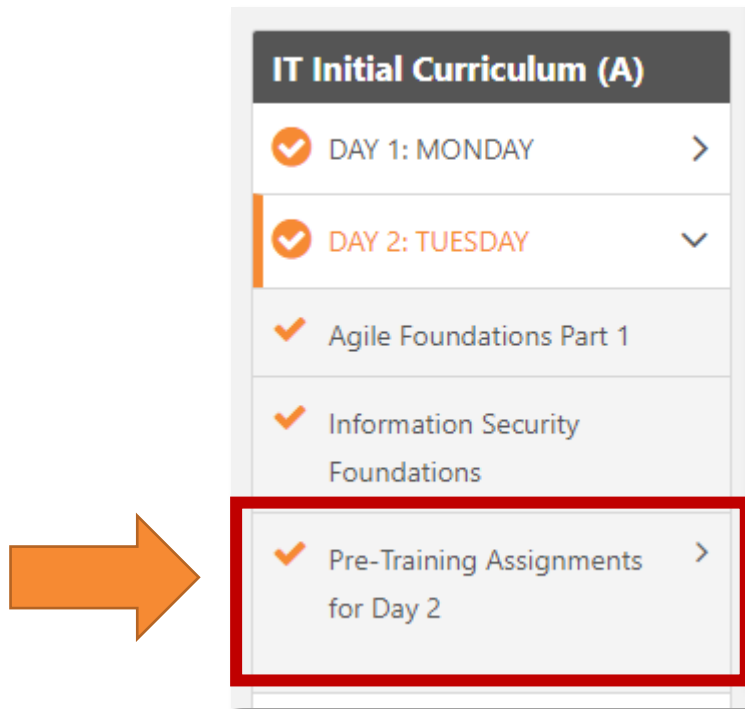 IT Initial Curriculum (A)
DAY 1: MONDAY
DAY 2: TUESDAY
Agile Foundations Part 1
Information Security
Foundations
Pre-Training Assignments
for Day 2